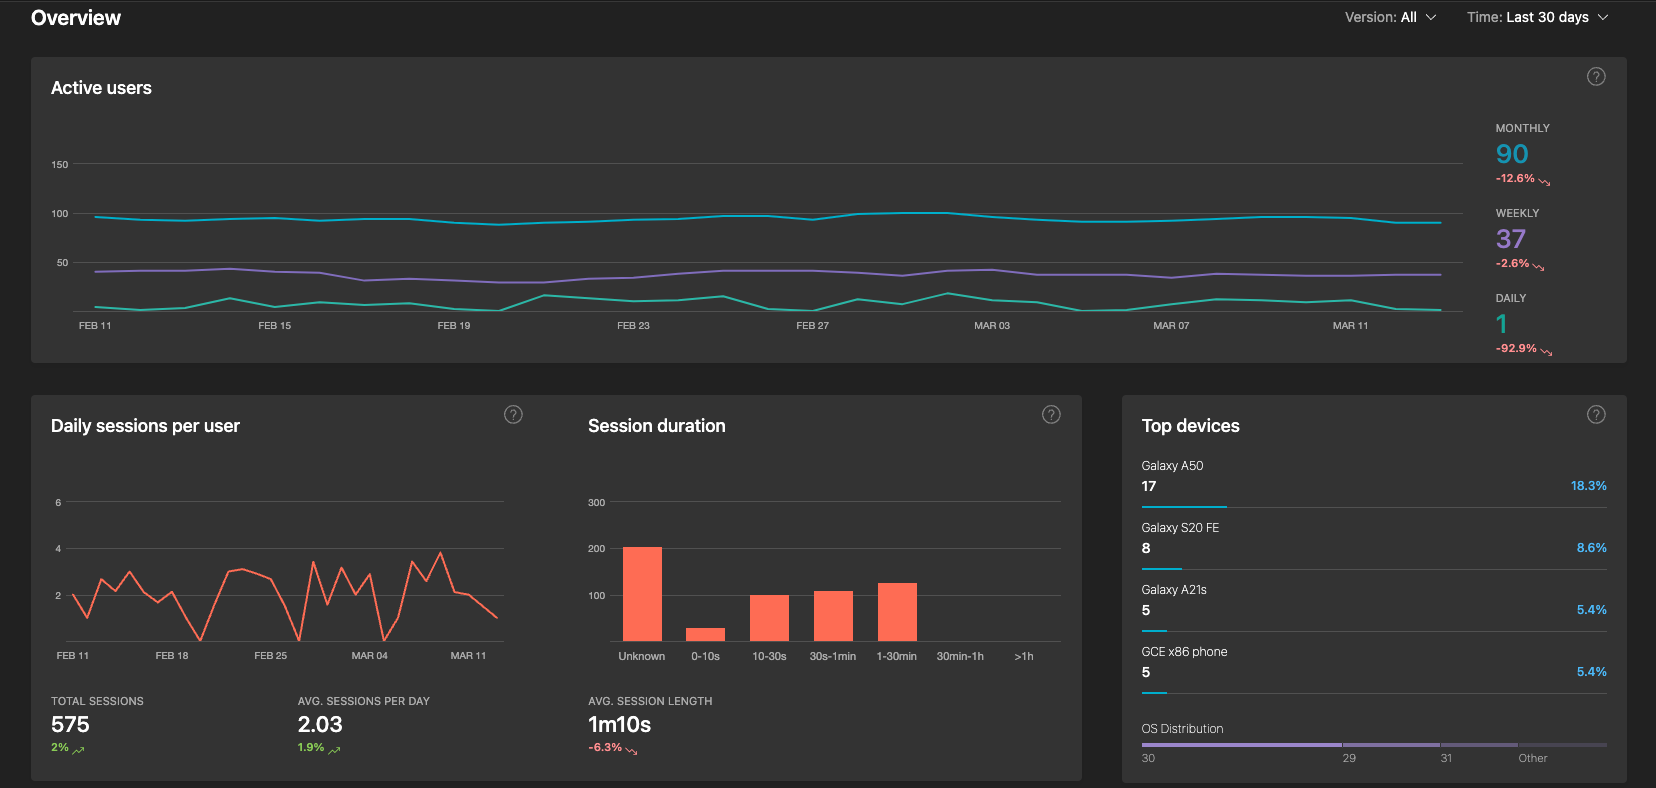 Overview
Version: All
Time: Last 30 days
Active users
?
150
100
50
FEB 11
FEB 15
FEB 19
FEB 23
FEB 27
MAR 03
MAR 07
MAR 11
MONTHLY
90
-12.6%
WEEKLY
37
-2.6%
DAILY
1
-92.9%
Daily sessions per user
?
6
4
2
FEB 11
FEB 18
FEB 25
MAR 04
MAR 11
TOTAL SESSIONS
575
2%
AVG. SESSIONS PER DAY
2.03
1.9%
Session duration
?
300
200
100
Unknown
0-10s
10-30s
30s-1min
1-30min
30min-1h
>1h
AVG. SESSION LENGTH
1m10s
-6.3%
Top devices
?
Galaxy A50
17 18.3%
Galaxy S20 FE
8 8.6%
Galaxy A21s
5 5.4%
GCE x86 phone
5 5.4%
OS Distribution
30 29 31 Other